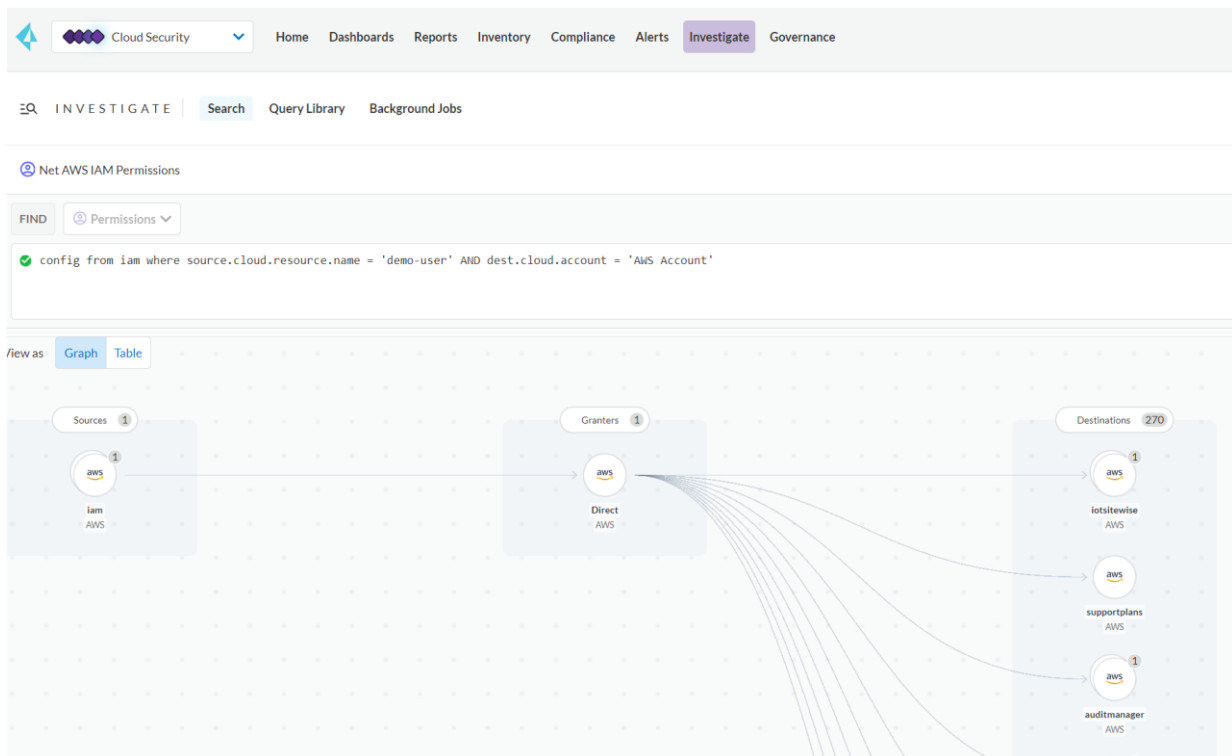 Cloud Security Home Dashboards Reports Inventory Compliance Alerts Investigate Governance
INVESTIGATE Search Query Library Background Jobs
Net AWS IAM Permissions
FIND Permissions
config from iam where source.cloud.resource.name = 'demo-user' AND dest.cloud.account = 'AWS Account'
View as Graph Table
Sources 1 Granters 1 Destinations 270
aws 1 aws aws 1
iam Direct iotsitewise
AWS AWS AWS
aws
supportplans
AWS
aws 1
auditmanager
AWS